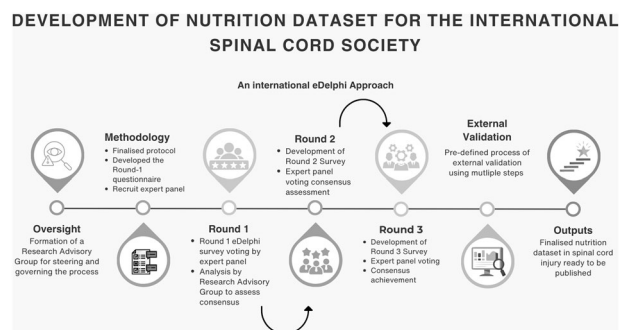 DEVELOPMENT OF NUTRITION DATASET FOR THE INTERNATIONAL
SPINAL CORD SOCIETY
An international eDelphi Approach
Oversight
Formation of a
Research Advisory
Group for steering and
governing the process
Methodology
• Finalised protocol
• Developed the
Round-1
questionnaire
• Recruit expert panel
Round 1
• Round 1 eDelphi
survey voting by
expert panel
• Analysis by
Research Advisory
Group to assess
consensus
Round 2
• Development of
Round 2 Survey
• Expert panel
voting consensus
assessment
Round 3
• Development of
Round 3 Survey
• Expert panel voting
• Consensus
achievement
External
Validation
Pre-defined process of
external validation
using mutliple steps
Outputs
Finalised nutrition
dataset in spinal cord
injury ready to be
published